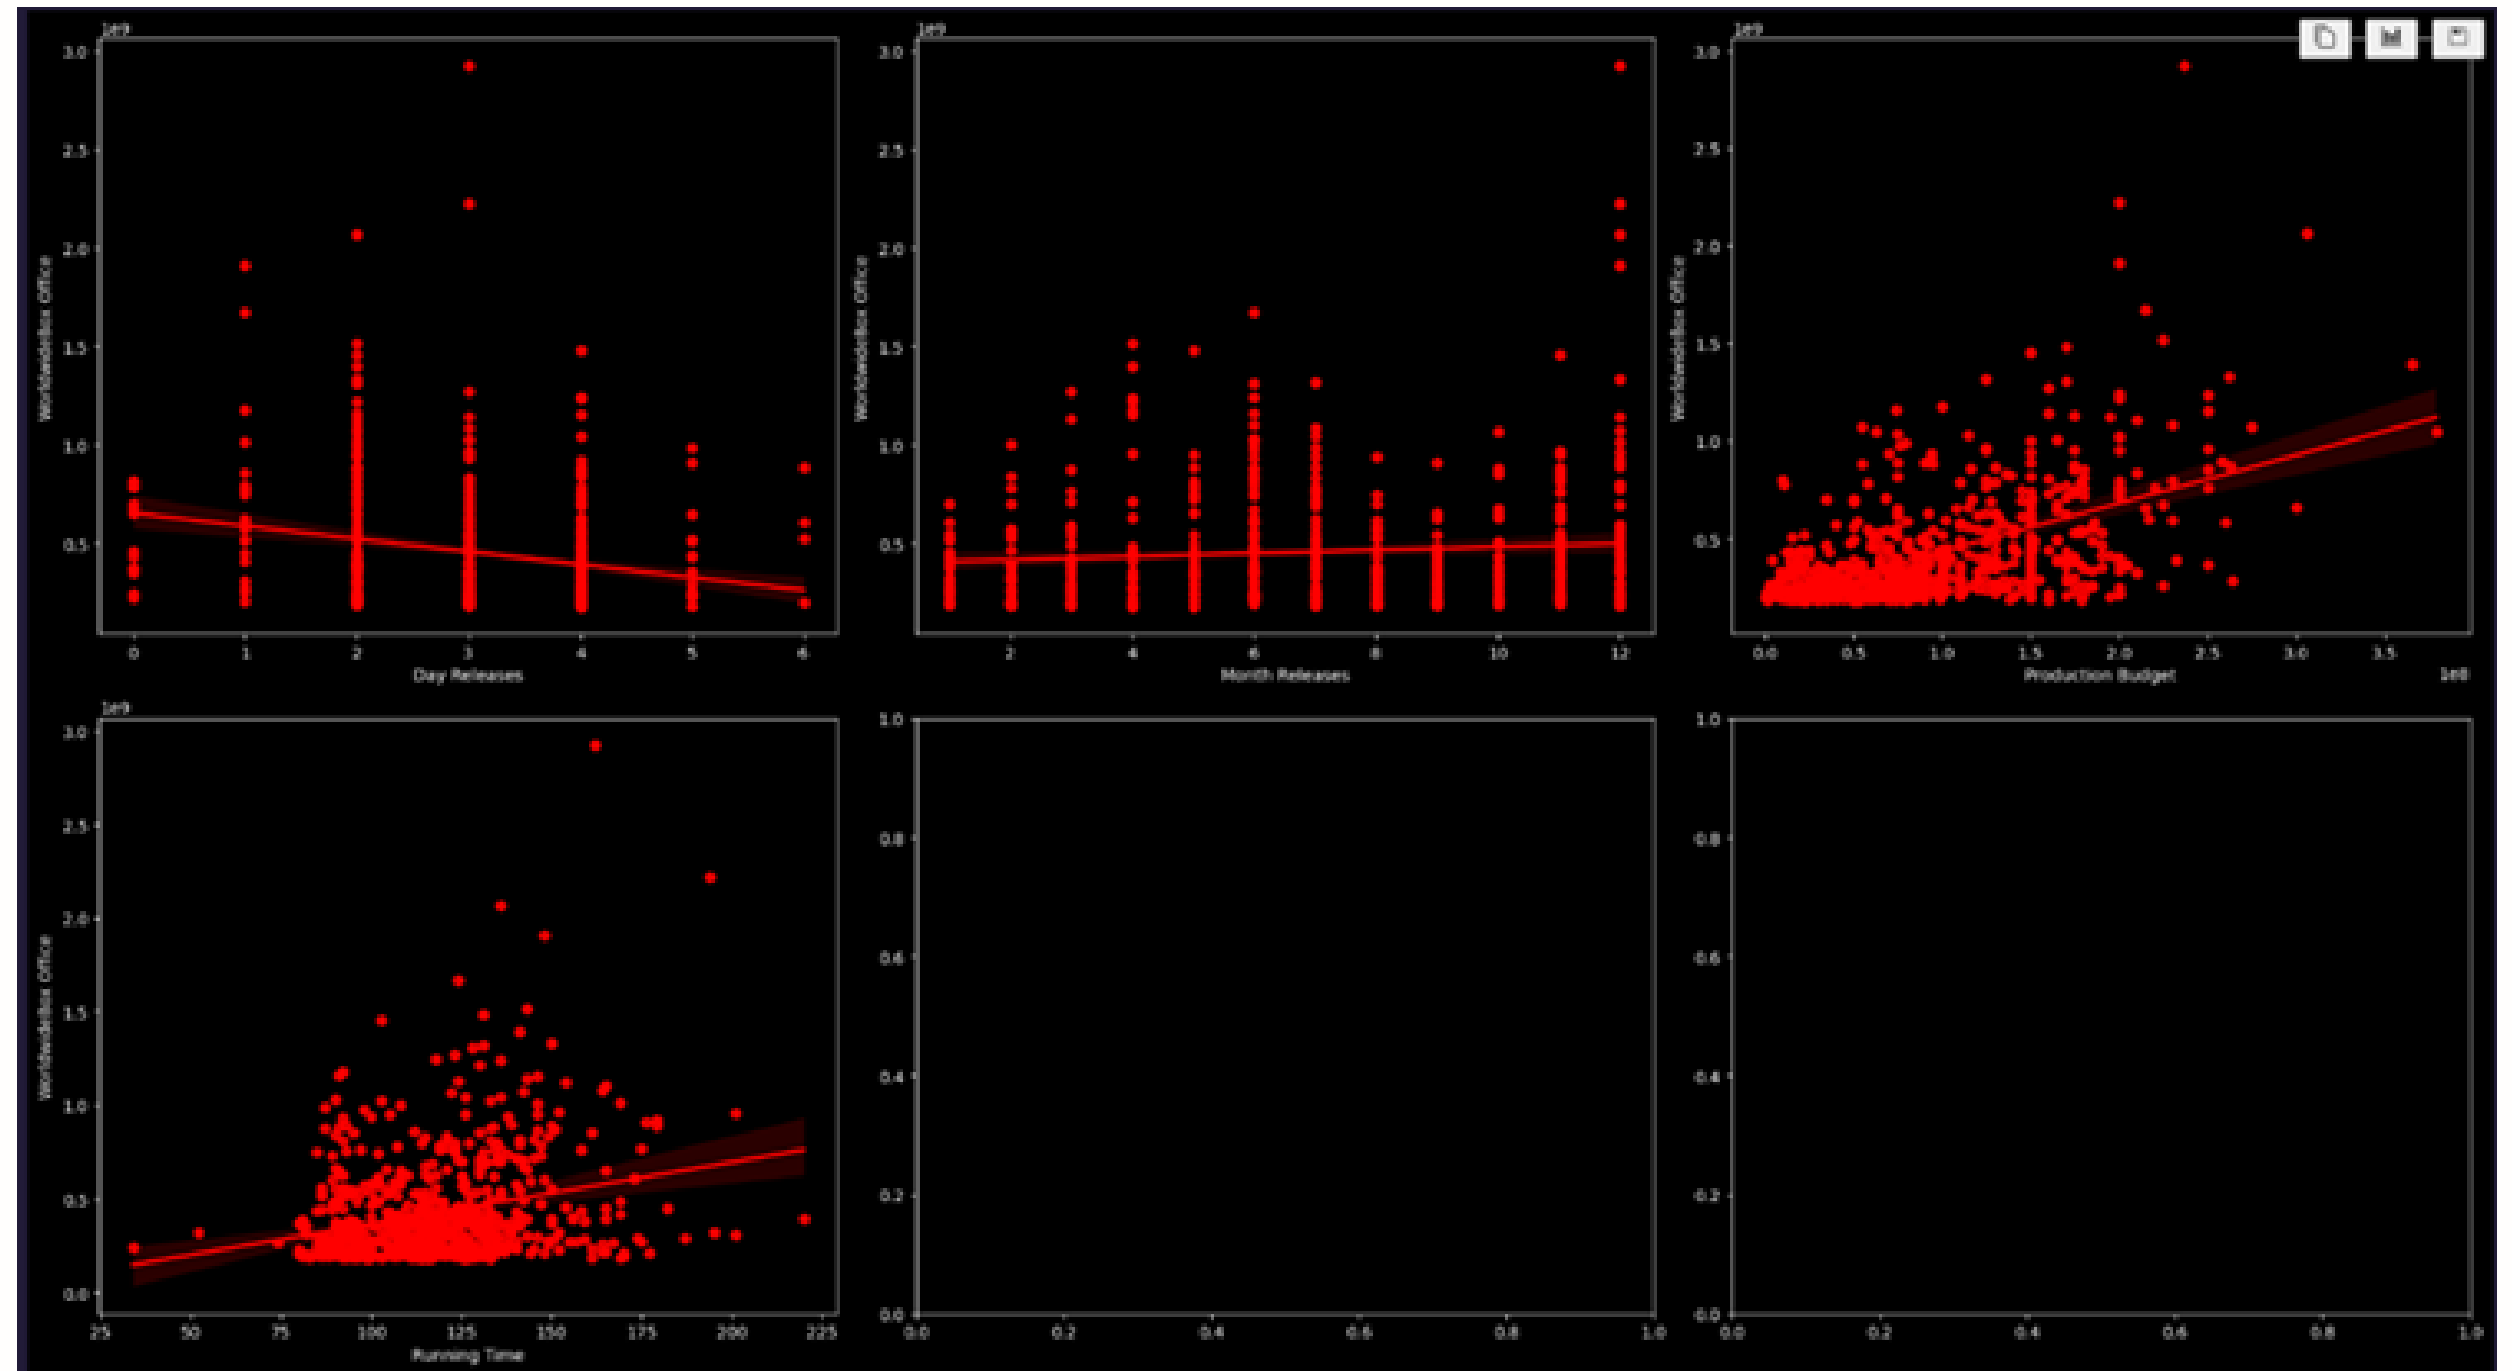 1e9
3.0
2.5
2.0
1.5
1.0
0.5
WorldwideBox Office
0 1 2 3 4 5 6
Day Releases
1e9
3.0
2.5
2.0
1.5
1.0
0.5
WorldwideBox Office
2 4 6 8 10 12
Month Releases
1e9
3.0
2.5
2.0
1.5
1.0
0.5
WorldwideBox Office
0.0 0.5 1.0 1.5 2.0 2.5 3.0 3.5
Production Budget
1e8
1e9
3.0
2.5
2.0
1.5
1.0
0.5
0.0
WorldwideBox Office
25 50 75 100 125 150 175 200 225
Running Time
1.0
0.8
0.6
0.4
0.2
0.0
0.0 0.2 0.4 0.6 0.8 1.0
1.0
0.8
0.6
0.4
0.2
0.0
0.0 0.2 0.4 0.6 0.8 1.0